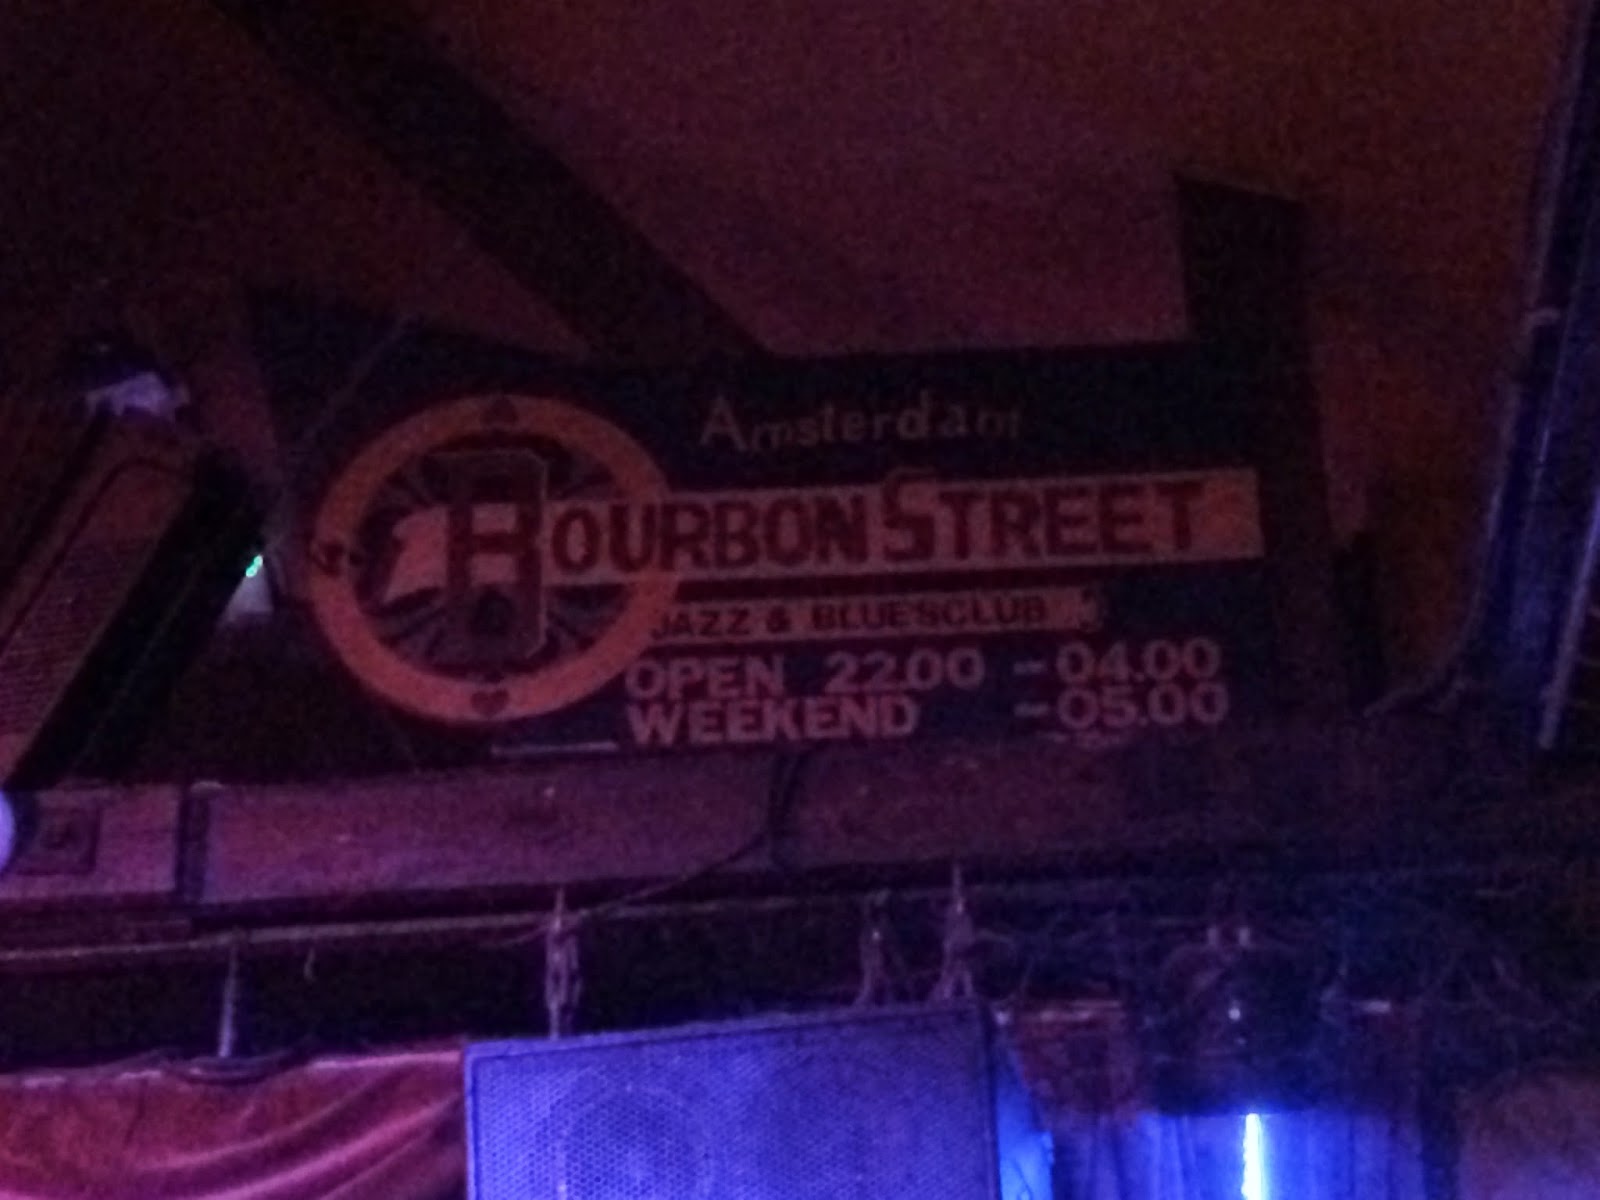 Amsterdam
BOURBON STREET
JAZZ & BLUESCLUB
OPEN 22.00 - 04.00
WEEKEND - 05.00